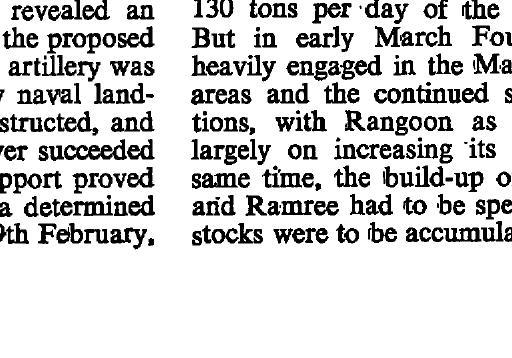 revealed an
the proposed
artillery was
naval land-
structed, and
succeeded
pport proved
a determined
9th February.
130 tons per day of the
But in early March Fou
heavily engaged in the Ma
areas and the continued s
tions, with Rangoon as
largely on increasing its
same time, the build-up o
and Ramree had to be spe
stocks were to be accumula